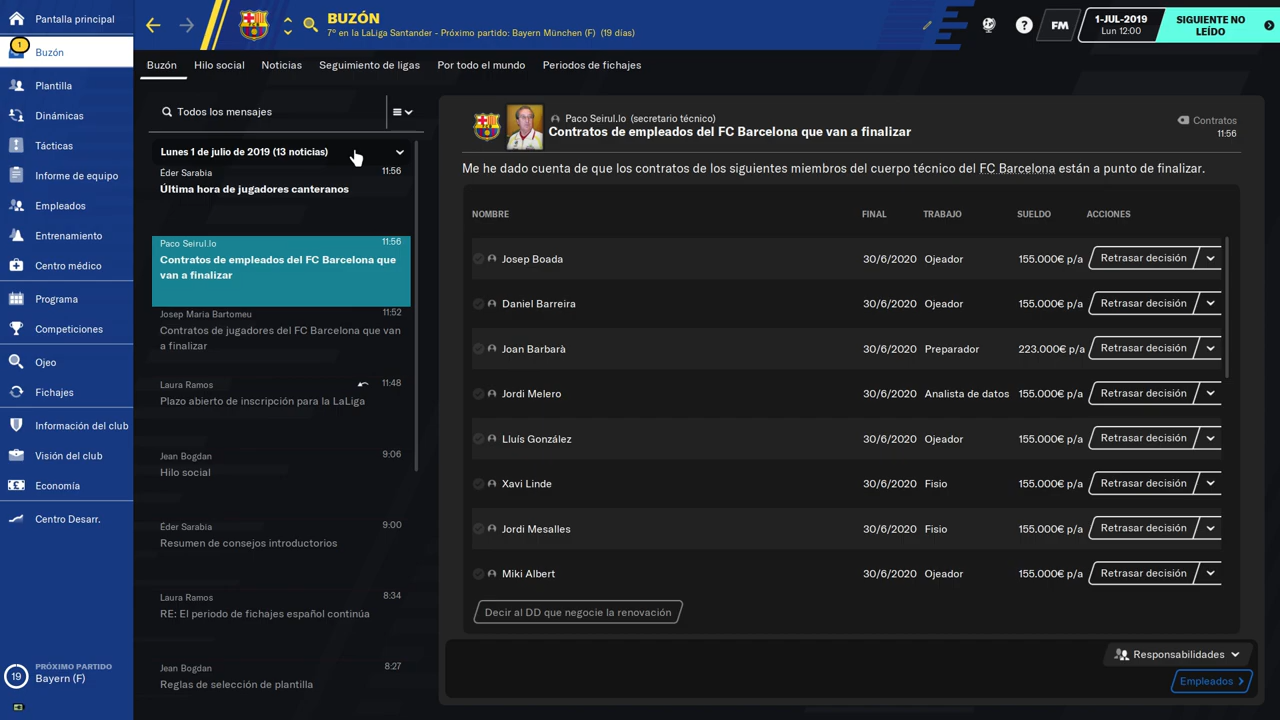 Pantalla principal
1
Buzón
Plantilla
Dinámicas
Tácticas
Informe de equipo
Empleados
Entrenamiento
Centro médico
Programa
Competiciones
Ojeo
Fichajes
Información del club
Visión del club
Economía
Centro Desarr.
19
PRÓXIMO PARTIDO
Bayern (F)
BUZÓN
7º en la LaLiga Santander - Próximo partido: Bayern München (F) (19 días)
FM
1-JUL-2019
Lun 12:00
SIGUIENTE NO LEÍDO
Buzón Hilo social Noticias Seguimiento de ligas Por todo el mundo Periodos de fichajes
Todos los mensajes
Lunes 1 de julio de 2019 (13 noticias)
Éder Sarabia 11:56
Última hora de jugadores canteranos
Paco Seirul.lo 11:56
Contratos de empleados del FC Barcelona que
van a finalizar
Josep Maria Bartomeu 11:52
Contratos de jugadores del FC Barcelona que van
a finalizar
Laura Ramos 11:48
Plazo abierto de inscripción para la LaLiga
Jean Bogdan 9:06
Hilo social
Éder Sarabia 9:00
Resumen de consejos introductorios
Laura Ramos 8:34
RE: El periodo de fichajes español continúa
Jean Bogdan 8:27
Reglas de selección de plantilla
Paco Seirul.lo (secretario técnico)
Contratos de empleados del FC Barcelona que van a finalizar
Contratos
11:56
Me he dado cuenta de que los contratos de los siguientes miembros del cuerpo técnico del FC Barcelona están a punto de finalizar.
NOMBRE FINAL TRABAJO SUELDO ACCIONES
Josep Boada 30/6/2020 Ojeador 155.000€ p/a Retrasar decisión
Daniel Barreira 30/6/2020 Ojeador 155.000€ p/a Retrasar decisión
Joan Barbarà 30/6/2020 Preparador 223.000€ p/a Retrasar decisión
Jordi Melero 30/6/2020 Analista de datos 155.000€ p/a Retrasar decisión
Lluís González 30/6/2020 Ojeador 155.000€ p/a Retrasar decisión
Xavi Linde 30/6/2020 Fisio 155.000€ p/a Retrasar decisión
Jordi Mesalles 30/6/2020 Fisio 155.000€ p/a Retrasar decisión
Miki Albert 30/6/2020 Ojeador 155.000€ p/a Retrasar decisión
Decir al DD que negocie la renovación
Responsabilidades
Empleados